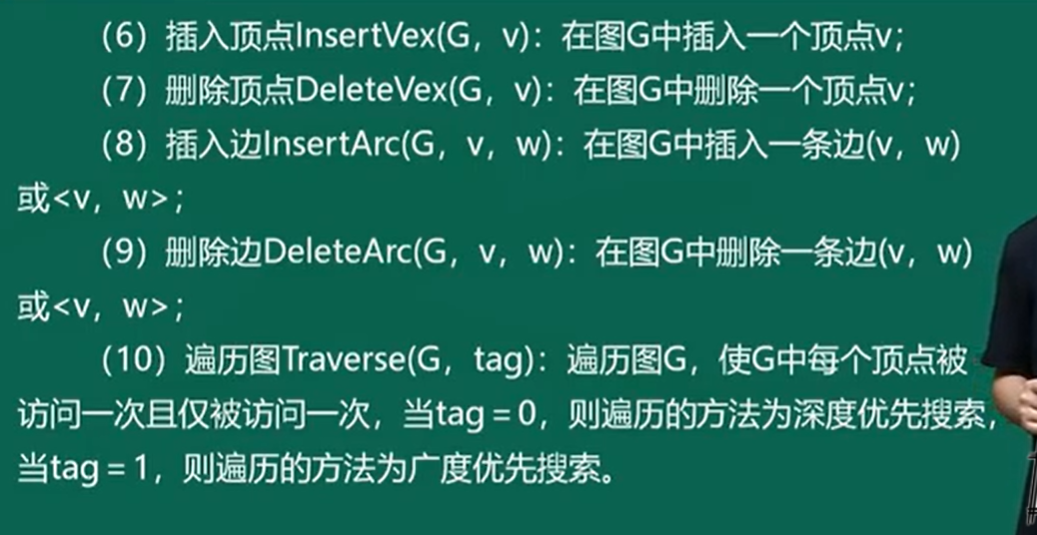 （6）插入顶点InsertVex(G，v)：在图G中插入一个顶点v；
（7）删除顶点DeleteVex(G，v)：在图G中删除一个顶点v；
（8）插入边InsertArc(G，v，w)：在图G中插入一条边(v，w)
或<v，w>；
（9）删除边DeleteArc(G，v，w)：在图G中删除一条边(v，w)
或<v，w>；
（10）遍历图Traverse(G，tag)：遍历图G，使G中每个顶点被
访问一次且仅被访问一次，当tag＝0，则遍历的方法为深度优先搜索，
当tag＝1，则遍历的方法为广度优先搜索。